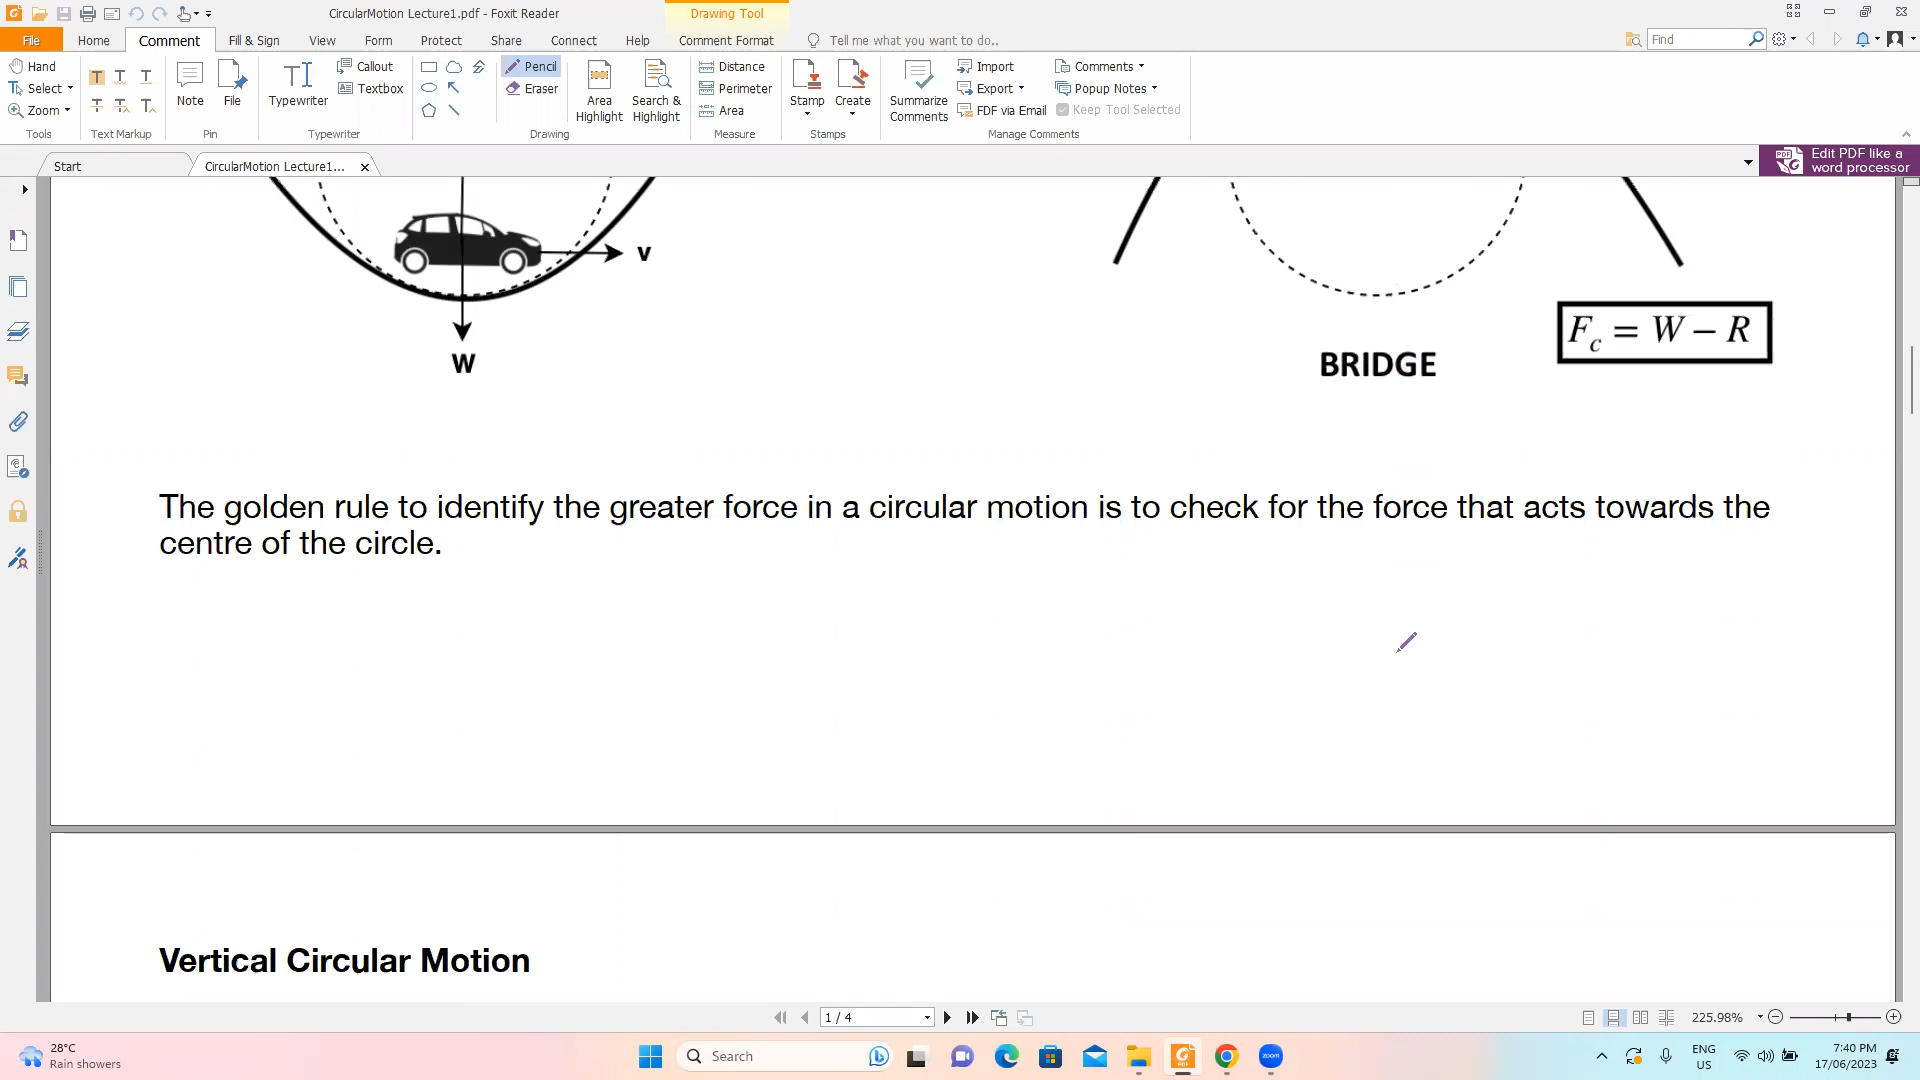 CircularMotion Lecture1.pdf - Foxit Reader
Drawing Tool
File
Home
Comment
Fill & Sign
View
Form
Protect
Share
Connect
Help
Comment Format
Tell me what you want to do..
Find
Hand
Select
Zoom
Tools
Text Markup
Note
File
Pin
Typewriter
Callout
Textbox
Typewriter
Pencil
Eraser
Drawing
Area Highlight
Search & Highlight
Distance
Perimeter
Area
Measure
Stamp
Create
Stamps
Summarize Comments
Import
Export
FDF via Email
Comments
Popup Notes
Keep Tool Selected
Manage Comments
Start
CircularMotion Lecture1...
Edit PDF like a
word processor
v
W
BRIDGE
F_c = W − R
The golden rule to identify the greater force in a circular motion is to check for the force that acts towards the
centre of the circle.
Vertical Circular Motion
1 / 4
225.98%
28°C
Rain showers
Search
zoom
ENG
US
7:40 PM
17/06/2023